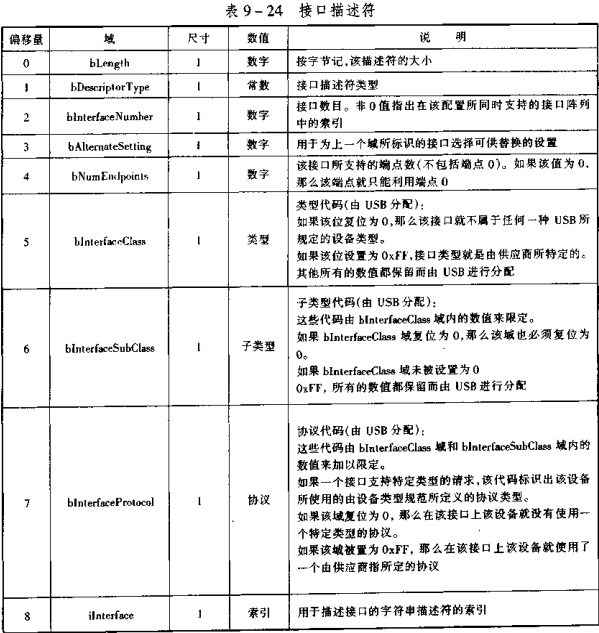 表 9-24 接口描述符
偏移量 域 尺寸 数值 说 明
0 bLength 1 数字 按字节记,该描述符的大小
1 bDescriptorType 1 常数 接口描述符类型
2 bInterfaceNumber 1 数字 接口数目。非 0 值指出在该配置所同时支持的接口阵列
中的索引
3 bAlternateSetting 1 数字 用于为上一个域所标识的接口选择可供替换的设置
4 bNumEndpoints 1 数字 该接口所支持的端点数(不包括端点 0)。如果该值为 0,
那么该端点就只能利用端点 0
5 bInterfaceClass 1 类型 类型代码(由 USB 分配):
如果该位复位为 0,那么该接口就不属于任何一种 USB 所
规定的设备类型。
如果该位设置为 0xFF,接口类型就是由供应商所特定的。
其他所有的数值都保留而由 USB 进行分配
6 bInterfaceSubClass 1 子类型 子类型代码(由 USB 分配):
这些代码由 bInterfaceClass 域内的数值来限定。
如果 bInterfaceClass 域复位为 0,那么该域也必须复位为
0。
如果 bInterfaceClass 域未被设置为 0
0xFF, 所有的数值都保留而由 USB 进行分配
7 bInterfaceProtocol 1 协议 协议代码(由 USB 分配):
这些代码由 bInterfaceClass 域和 bInterfaceSubClass 域内的
数值来加以限定。
如果一个接口支持特定类型的请求,该代码标识出该设备
所使用的由设备类型规范所定义的协议类型。
如果该域复位为 0, 那么在该接口上该设备就没有使用一
个特定类型的协议。
如果该域被置为 0xFF, 那么在该接口上该设备就使用了
一个由供应商指所定的协议
8 iInterface 1 索引 用于描述接口的字符串描述符的索引